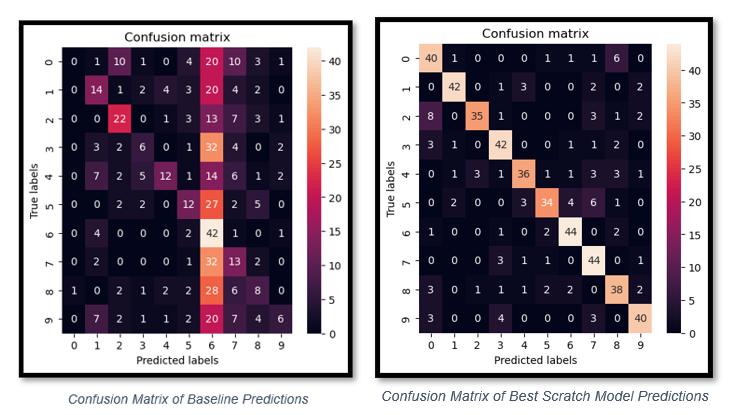 Confusion matrix
0 0 1 10 1 0 4 20 10 3 1
1 0 14 1 2 4 3 20 4 2 0
2 0 0 22 0 1 3 13 7 3 1
3 0 3 2 6 0 1 32 4 0 2
4 0 7 2 5 12 1 14 6 1 2
5 0 0 2 2 0 12 27 2 5 0
6 0 4 0 0 0 2 42 1 0 1
7 0 2 0 0 0 1 32 13 2 0
8 1 0 2 1 2 2 28 6 8 0
9 0 7 2 1 1 2 20 7 4 6
0 1 2 3 4 5 6 7 8 9
True labels
Predicted labels
40
35
30
25
20
15
10
5
0
Confusion Matrix of Baseline Predictions
Confusion matrix
0 40 1 0 0 0 1 1 1 6 0
1 0 42 0 1 3 0 0 2 0 2
2 8 0 35 1 0 0 0 3 1 2
3 3 1 0 42 0 0 1 1 2 0
4 0 1 3 1 36 1 1 3 3 1
5 0 2 0 0 3 34 4 6 1 0
6 1 0 0 1 0 2 44 0 2 0
7 0 0 0 3 1 1 0 44 0 1
8 3 0 1 1 1 2 2 0 38 2
9 3 0 0 4 0 0 0 3 0 40
0 1 2 3 4 5 6 7 8 9
True labels
Predicted labels
40
35
30
25
20
15
10
5
0
Confusion Matrix of Best Scratch Model Predictions